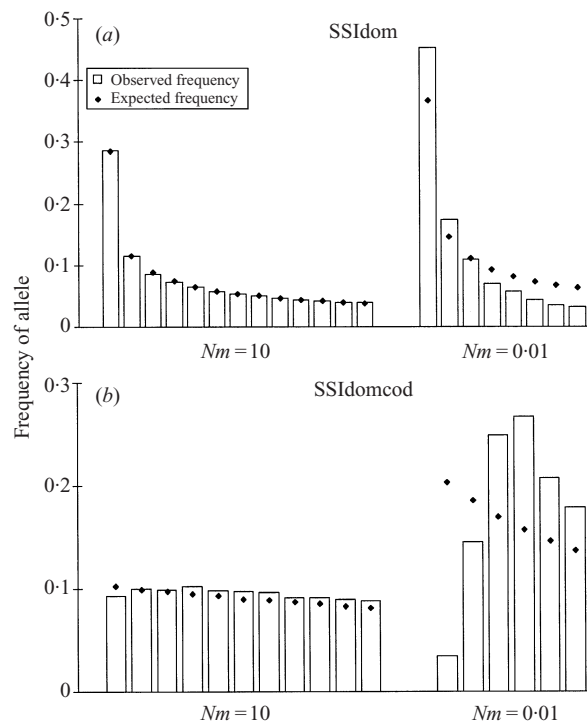 0·5
(a)
SSIdom
Observed frequency
Expected frequency
0·4
0·3
0·2
0·1
0
Nm = 10
Nm = 0·01
Frequency of allele
0·3
(b)
SSIdomcod
0·2
0·1
0
Nm = 10
Nm = 0·01